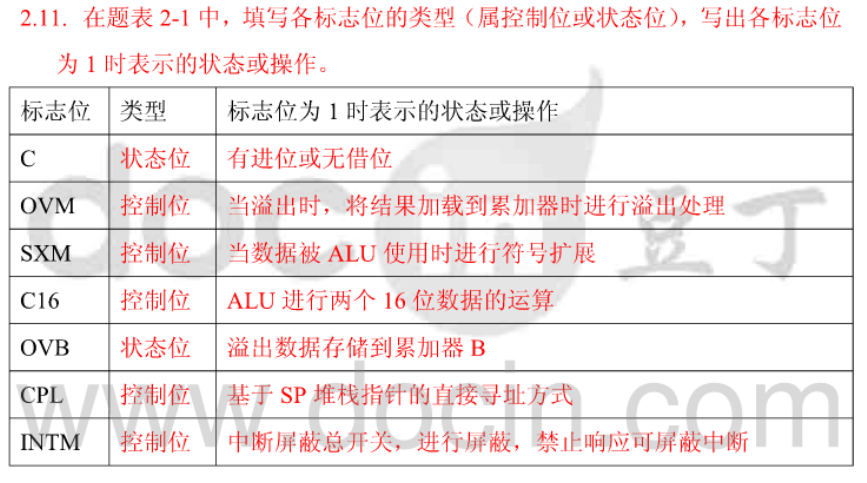 2.11. 在题表 2-1 中，填写各标志位的类型（属控制位或状态位），写出各标志位
为 1 时表示的状态或操作。
标志位 类型 标志位为 1 时表示的状态或操作
C 状态位 有进位或无借位
OVM 控制位 当溢出时，将结果加载到累加器时进行溢出处理
SXM 控制位 当数据被 ALU 使用时进行符号扩展
C16 控制位 ALU 进行两个 16 位数据的运算
OVB 状态位 溢出数据存储到累加器 B
CPL 控制位 基于 SP 堆栈指针的直接寻址方式
INTM 控制位 中断屏蔽总开关，进行屏蔽，禁止响应可屏蔽中断
docin 豆丁
www.docin.com